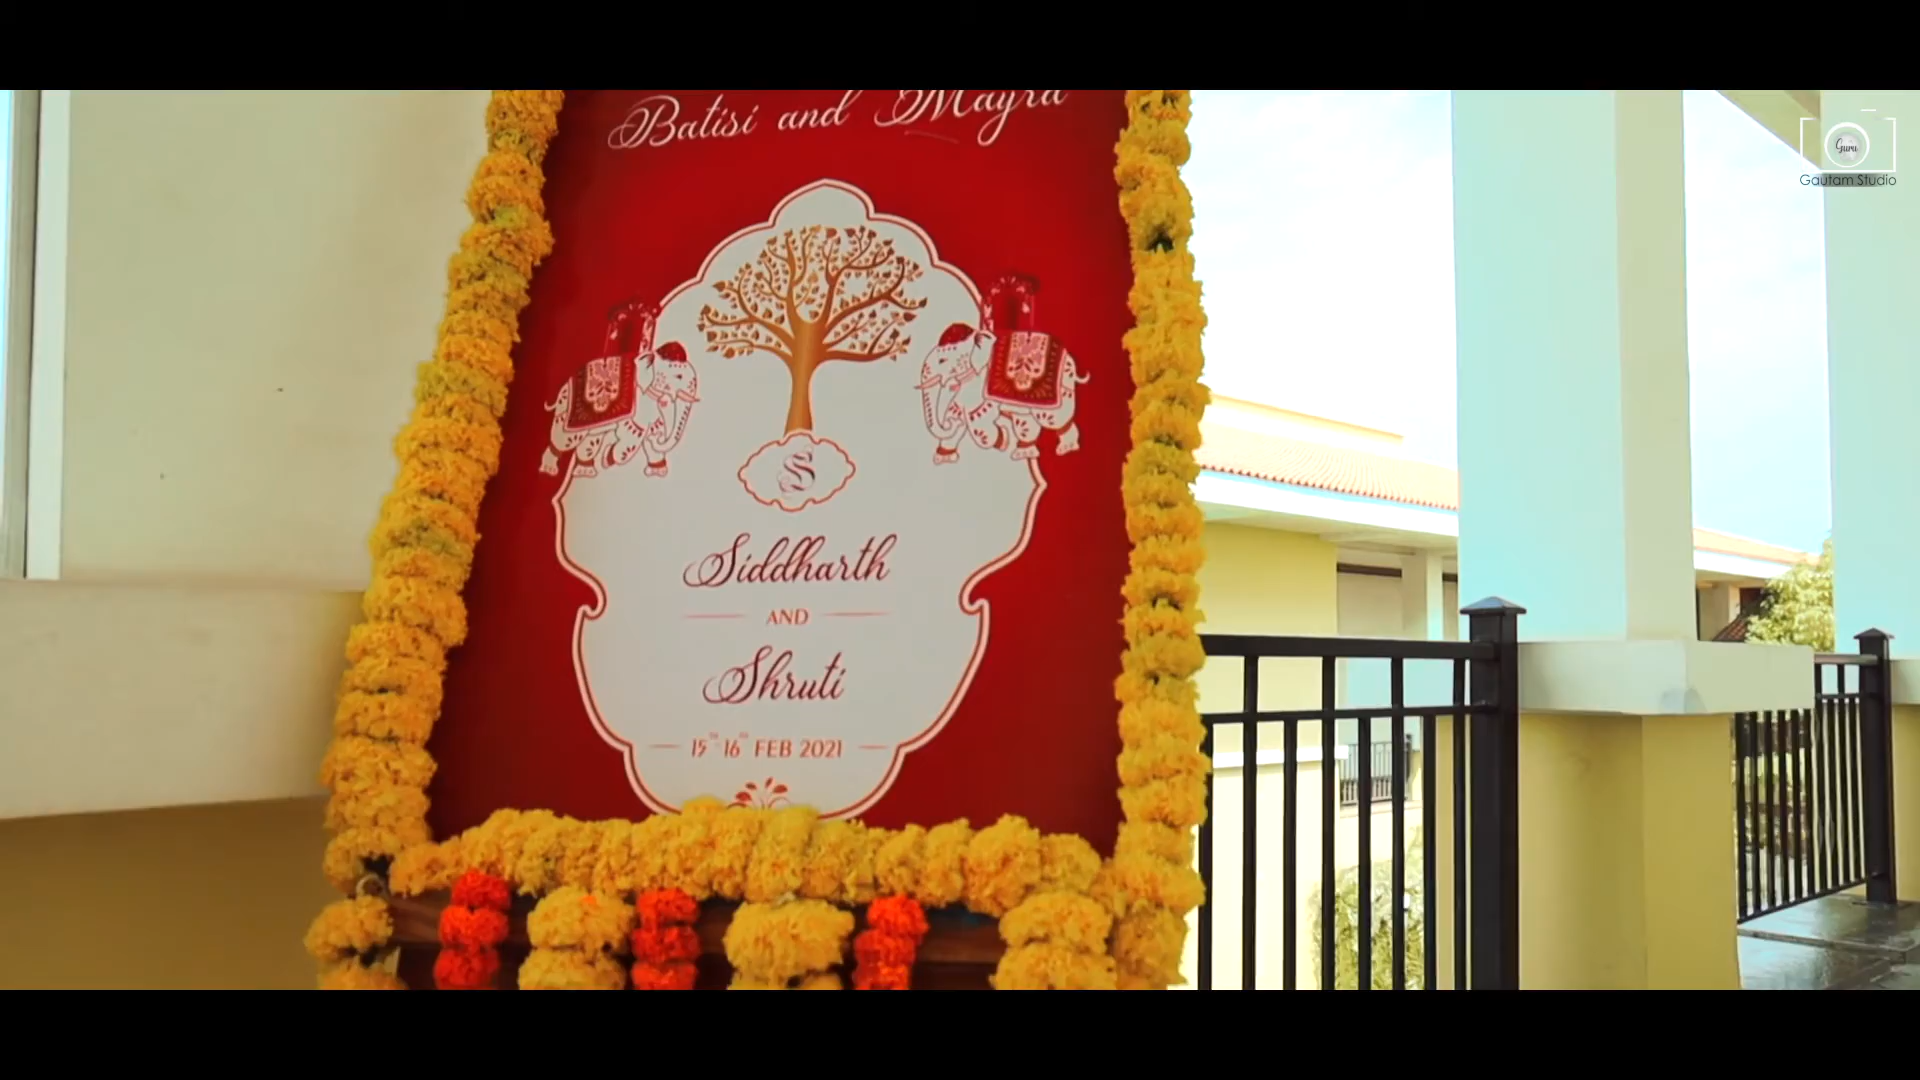 Batisi and Mayra
Guru
Gautam Studio
S
Siddharth
AND
Shruti
15TH 16TH FEB 2021